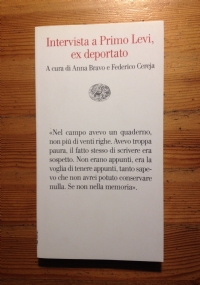 Intervista a Primo Levi,
ex deportato
A cura di Anna Bravo e Federico Cereja
«Nel campo avevo un quaderno,
non più di venti righe. Avevo troppa
paura, il fatto stesso di scrivere era
sospetto. Non erano appunti, era la
voglia di tenere appunti, tanto sape-
vo che non avrei potuto conservare
nulla. Se non nella memoria».